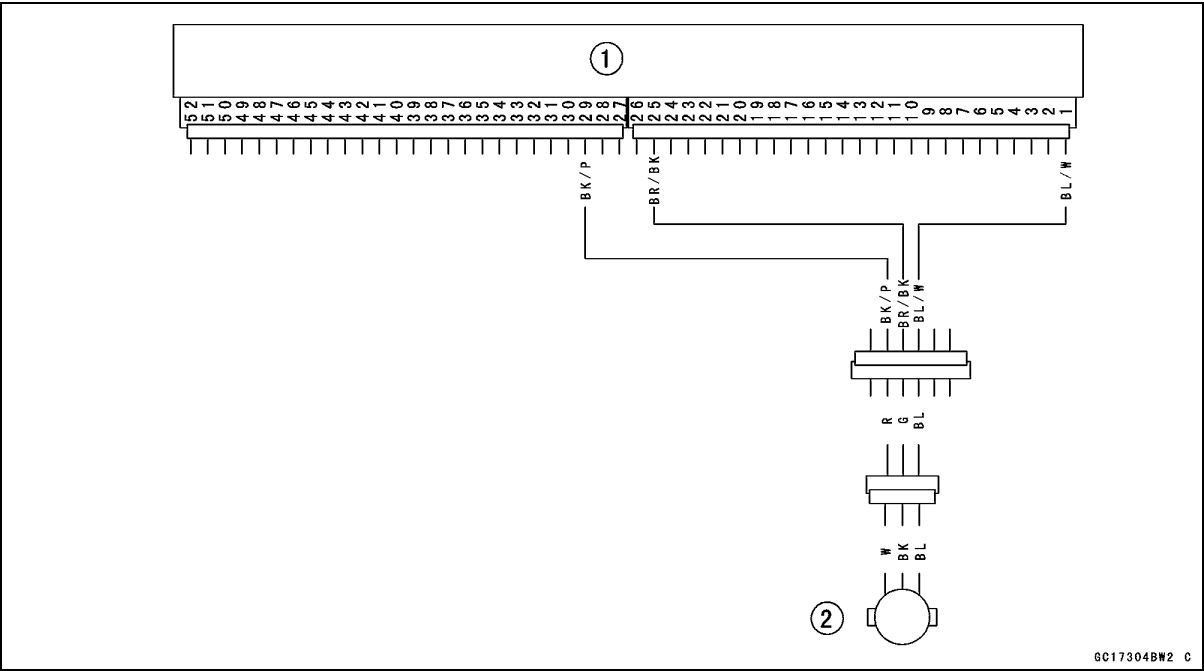 1
52 51 50 49 48 47 46 45 44 43 42 41 40 39 38 37 36 35 34 33 32 31 30 29 28 27 26 25 24 23 22 21 20 19 18 17 16 15 14 13 12 11 10 9 8 7 6 5 4 3 2 1
BK/P BR/BK BL/W
BK/P BR/BK BL/W
R G BL
W BK BL
2
GC17304BW2 C